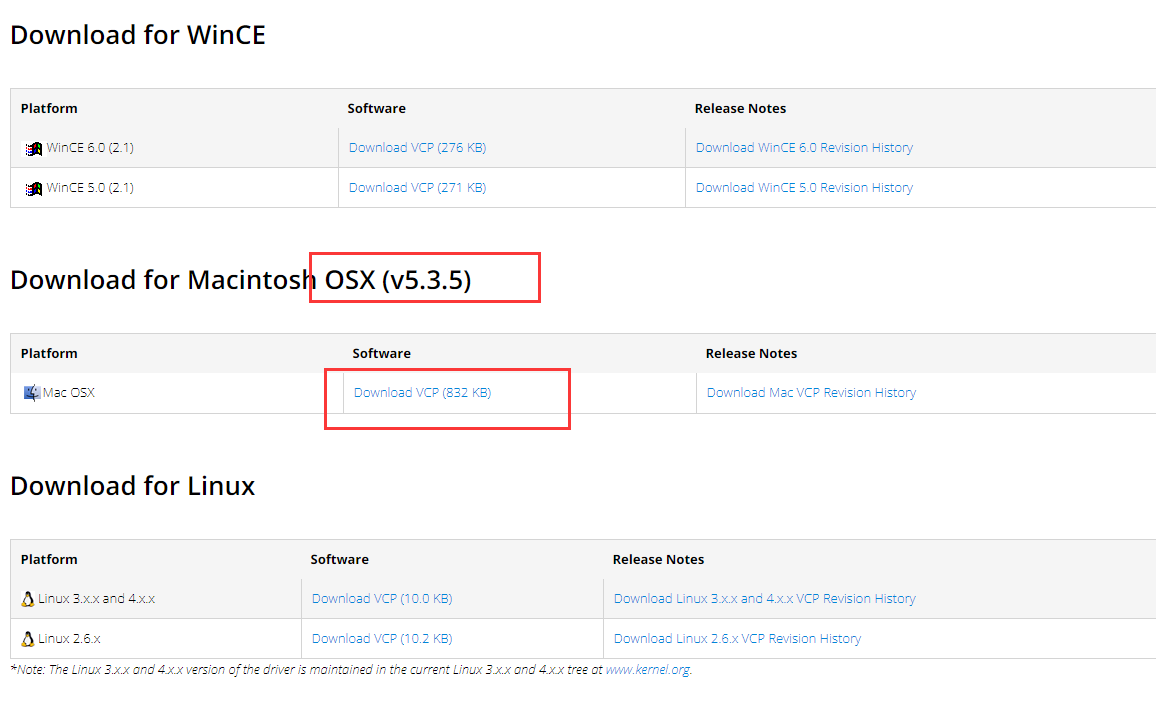 Download for WinCE
Platform Software Release Notes
WinCE 6.0 (2.1) Download VCP (276 KB) Download WinCE 6.0 Revision History
WinCE 5.0 (2.1) Download VCP (271 KB) Download WinCE 5.0 Revision History
Download for Macintosh OSX (v5.3.5)
Platform Software Release Notes
Mac OSX Download VCP (832 KB) Download Mac VCP Revision History
Download for Linux
Platform Software Release Notes
Linux 3.x.x and 4.x.x Download VCP (10.0 KB) Download Linux 3.x.x and 4.x.x VCP Revision History
Linux 2.6.x Download VCP (10.2 KB) Download Linux 2.6.x VCP Revision History
*Note: The Linux 3.x.x and 4.x.x version of the driver is maintained in the current Linux 3.x.x and 4.x.x tree at www.kernel.org.